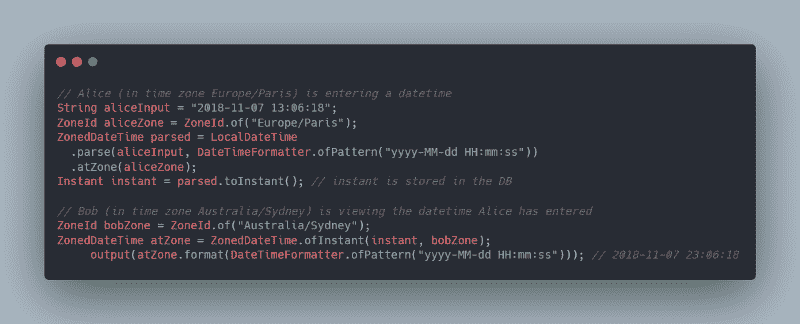 // Alice (in time zone Europe/Paris) is entering a datetime
String aliceInput = "2018-11-07 13:06:18";
ZoneId aliceZone = ZoneId.of("Europe/Paris");
ZonedDateTime parsed = LocalDateTime
.parse(aliceInput, DateTimeFormatter.ofPattern("yyyy-MM-dd HH:mm:ss"))
.atZone(aliceZone);
Instant instant = parsed.toInstant(); // instant is stored in the DB
// Bob (in time zone Australia/Sydney) is viewing the datetime Alice has entered
ZoneId bobZone = ZoneId.of("Australia/Sydney");
ZonedDateTime atZone = ZonedDateTime.ofInstant(instant, bobZone);
output(atZone.format(DateTimeFormatter.ofPattern("yyyy-MM-dd HH:mm:ss"))); // 2018-11-07 23:06:18